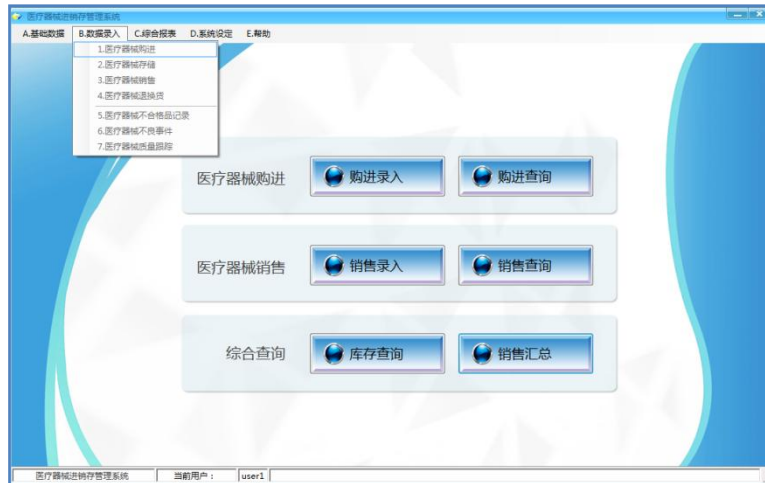 医疗器械进销存管理系统
A.基础数据 B.数据录入 C.综合报表 D.系统设定 E.帮助
1.医疗器械购进
2.医疗器械存储
3.医疗器械销售
4.医疗器械退换货
5.医疗器械不合格品记录
6.医疗器械不良事件
7.医疗器械质量跟踪
医疗器械购进 购进录入 购进查询
医疗器械销售 销售录入 销售查询
综合查询 库存查询 销售汇总
医疗器械进销存管理系统 当前用户： user1